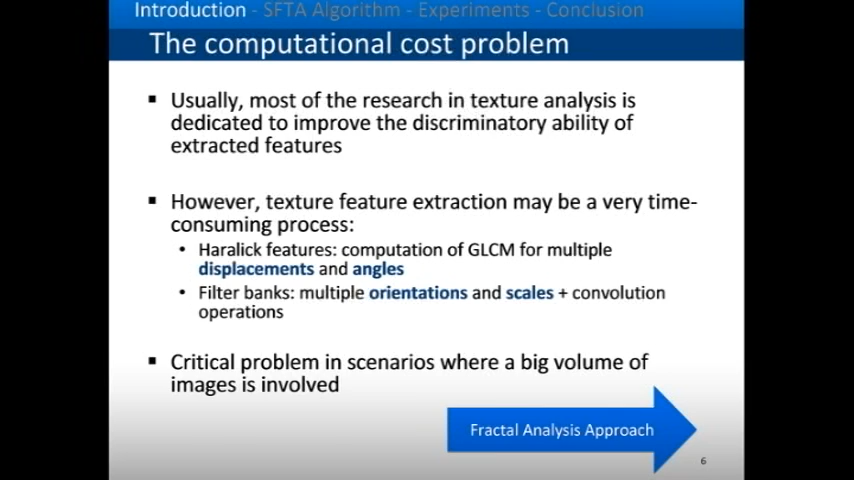 Introduction - SFTA Algorithm - Experiments - Conclusion
The computational cost problem
▪ Usually, most of the research in texture analysis is
dedicated to improve the discriminatory ability of
extracted features
▪ However, texture feature extraction may be a very time-
consuming process:
• Haralick features: computation of GLCM for multiple
displacements and angles
• Filter banks: multiple orientations and scales + convolution
operations
▪ Critical problem in scenarios where a big volume of
images is involved
Fractal Analysis Approach
6